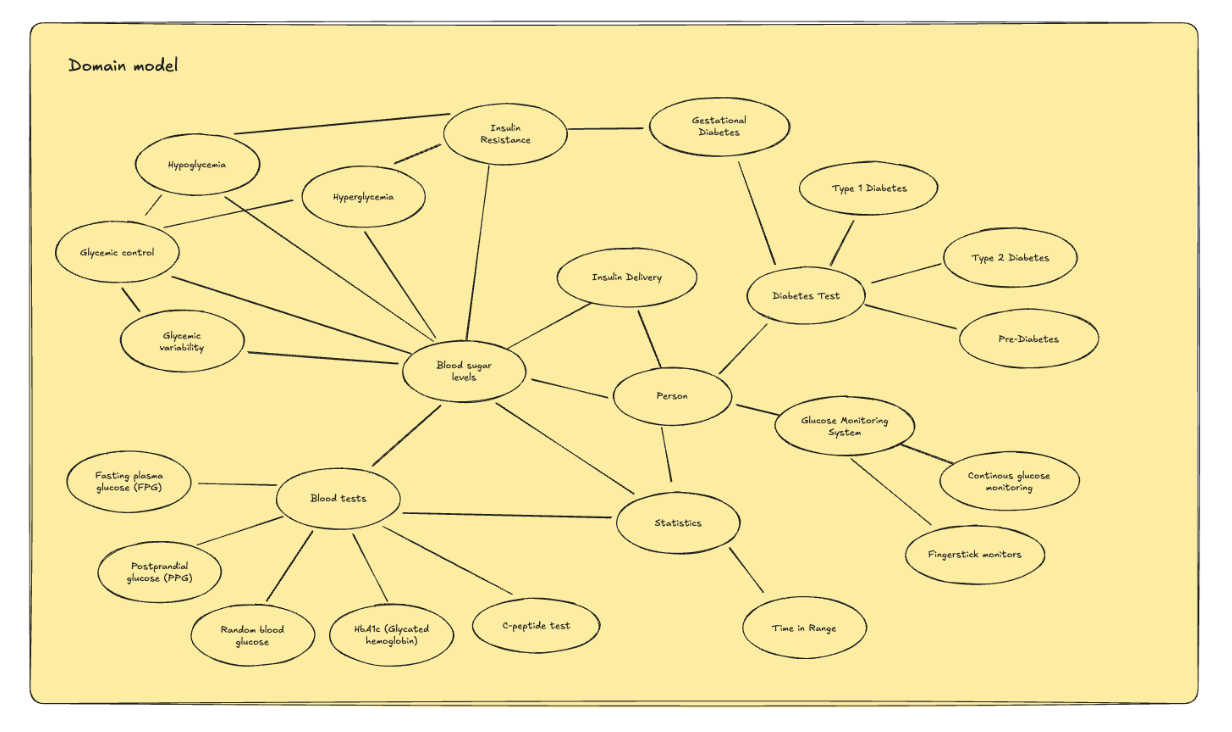 Domain model
Insulin
Resistance
Gestational
Diabetes
Hypoglycemia
Hyperglycemia
Type 1 Diabetes
Glycemic control
Insulin Delivery
Type 2 Diabetes
Diabetes Test
Glycemic
variability
Pre-Diabetes
Blood sugar
levels
Person
Glucose Monitoring
System
Fasting plasma
glucose (FPG)
Blood tests
Continous glucose
monitoring
Statistics
Fingerstick monitors
Postprandial
glucose (PPG)
Random blood
glucose
HbA1c (Glycated
hemoglobin)
C-peptide test
Time in Range